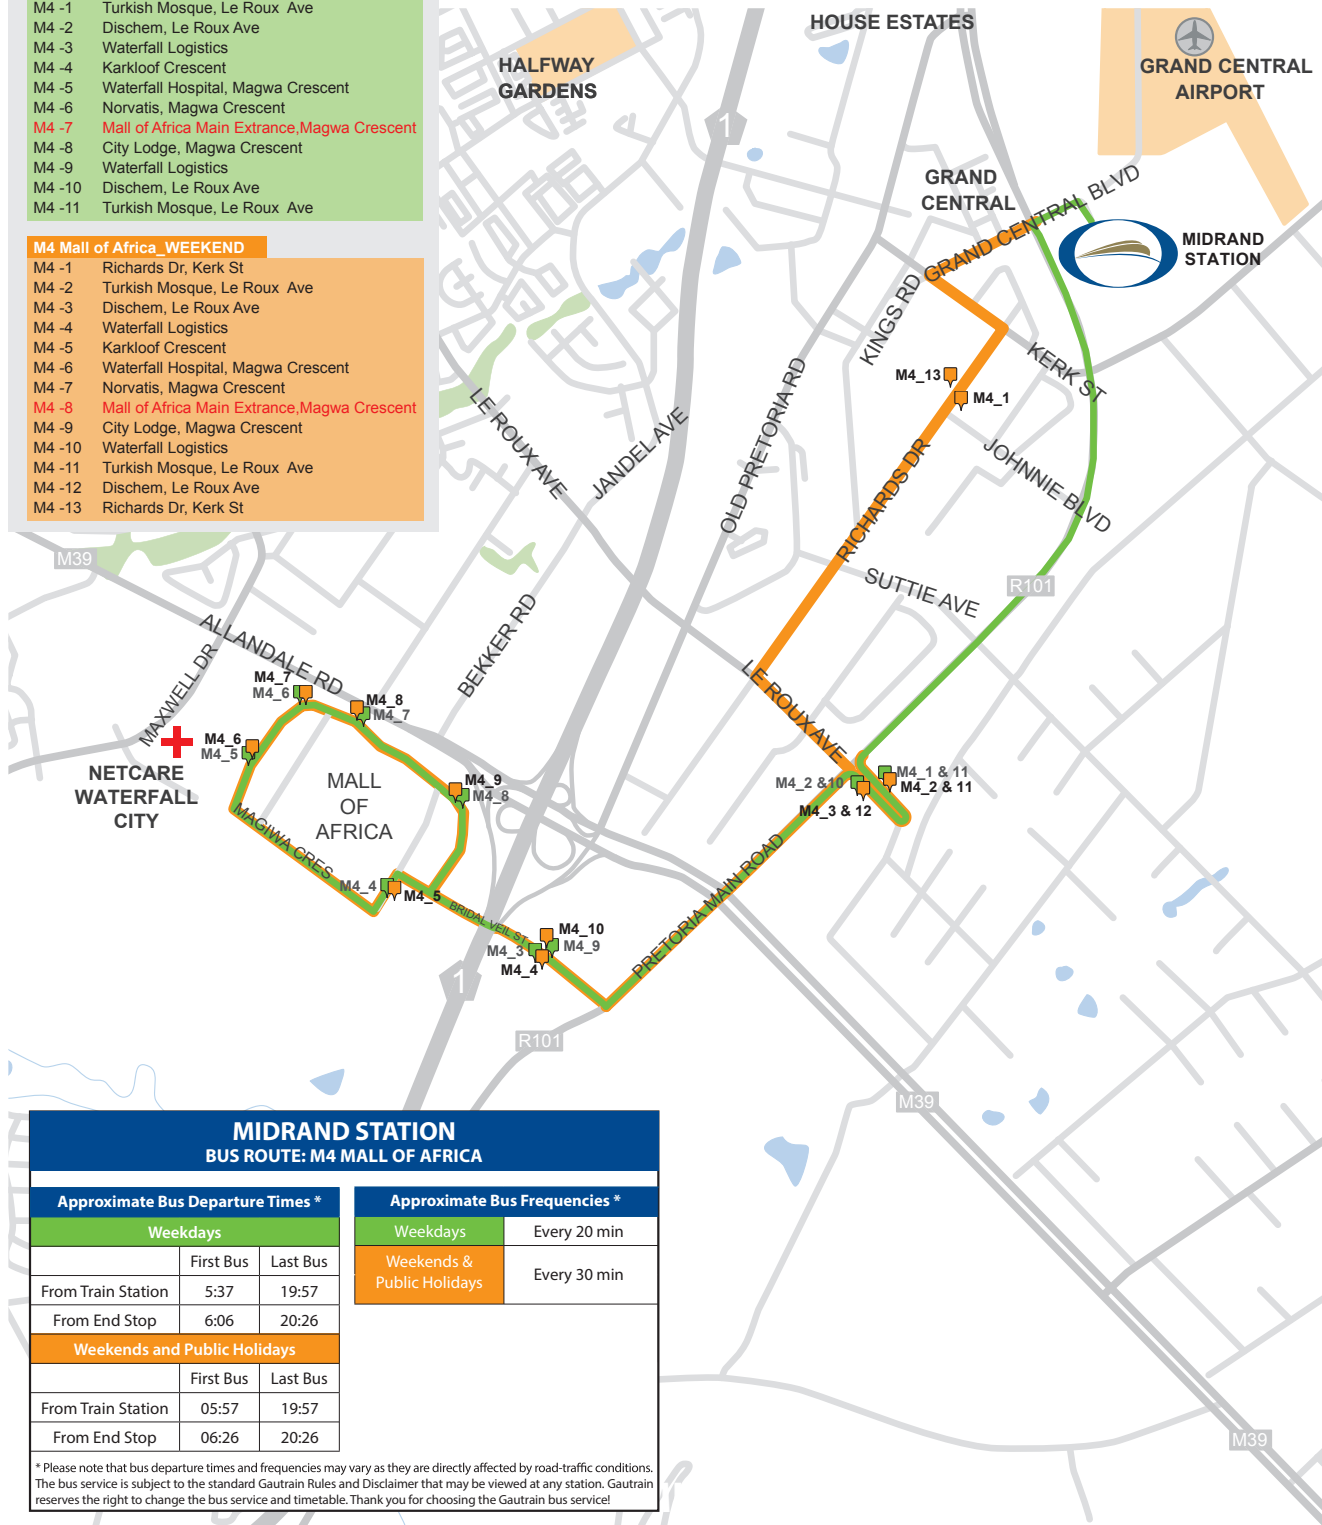 M4 -1 Turkish Mosque, Le Roux Ave
M4 -2 Dischem, Le Roux Ave
M4 -3 Waterfall Logistics
M4 -4 Karkloof Crescent
M4 -5 Waterfall Hospital, Magwa Crescent
M4 -6 Norvatis, Magwa Crescent
M4 -7 Mall of Africa Main Extrance,Magwa Crescent
M4 -8 City Lodge, Magwa Crescent
M4 -9 Waterfall Logistics
M4 -10 Dischem, Le Roux Ave
M4 -11 Turkish Mosque, Le Roux Ave
M4 Mall of Africa_WEEKEND
M4 -1 Richards Dr, Kerk St
M4 -2 Turkish Mosque, Le Roux Ave
M4 -3 Dischem, Le Roux Ave
M4 -4 Waterfall Logistics
M4 -5 Karkloof Crescent
M4 -6 Waterfall Hospital, Magwa Crescent
M4 -7 Norvatis, Magwa Crescent
M4 -8 Mall of Africa Main Extrance,Magwa Crescent
M4 -9 City Lodge, Magwa Crescent
M4 -10 Waterfall Logistics
M4 -11 Turkish Mosque, Le Roux Ave
M4 -12 Dischem, Le Roux Ave
M4 -13 Richards Dr, Kerk St
HOUSE ESTATES
HALFWAY
GARDENS
GRAND CENTRAL
AIRPORT
1
GRAND
CENTRAL
GRAND CENTRAL BLVD
MIDRAND
STATION
KINGS RD
KERK ST
M4_13
M4_1
LE ROUX AVE
JANDEL AVE
OLD PRETORIA RD
RICHARDS DR
JOHNNIE BLVD
M39
SUTTIE AVE
R101
ALLANDALE RD
MAXWELL DR
BEKKER RD
LE ROUX AVE
M4_7
M4_6
M4_8
M4_7
M4_6
M4_5
NETCARE
WATERFALL
CITY
MALL
OF
AFRICA
M4_9
M4_8
M4_1 & 11
M4_2 & 11
M4_2 &10
M4_3 & 12
MAGIWA CRES
M4_4
M4_5
BRIDAL VEIL ST
PRETORIA MAIN ROAD
M4_10
M4_9
M4_3
M4_4
1
R101
M39
M39
MIDRAND STATION
BUS ROUTE: M4 MALL OF AFRICA
Approximate Bus Departure Times *
Weekdays
First Bus Last Bus
From Train Station 5:37 19:57
From End Stop 6:06 20:26
Weekends and Public Holidays
First Bus Last Bus
From Train Station 05:57 19:57
From End Stop 06:26 20:26
Approximate Bus Frequencies *
Weekdays Every 20 min
Weekends &
Public Holidays Every 30 min
* Please note that bus departure times and frequencies may vary as they are directly affected by road-traffic conditions.
The bus service is subject to the standard Gautrain Rules and Disclaimer that may be viewed at any station. Gautrain
reserves the right to change the bus service and timetable. Thank you for choosing the Gautrain bus service!